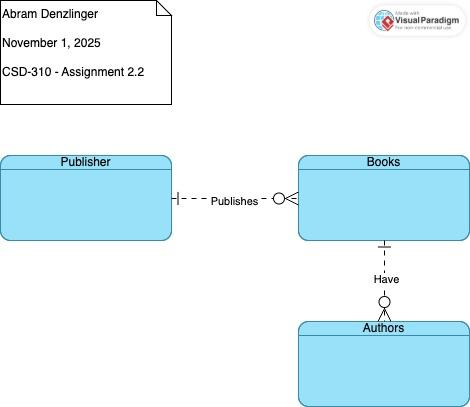 Abram Denzlinger
November 1, 2025
CSD-310 - Assignment 2.2
Made with
Visual Paradigm
For non-commercial use
Publisher
Books
Publishes
Have
Authors